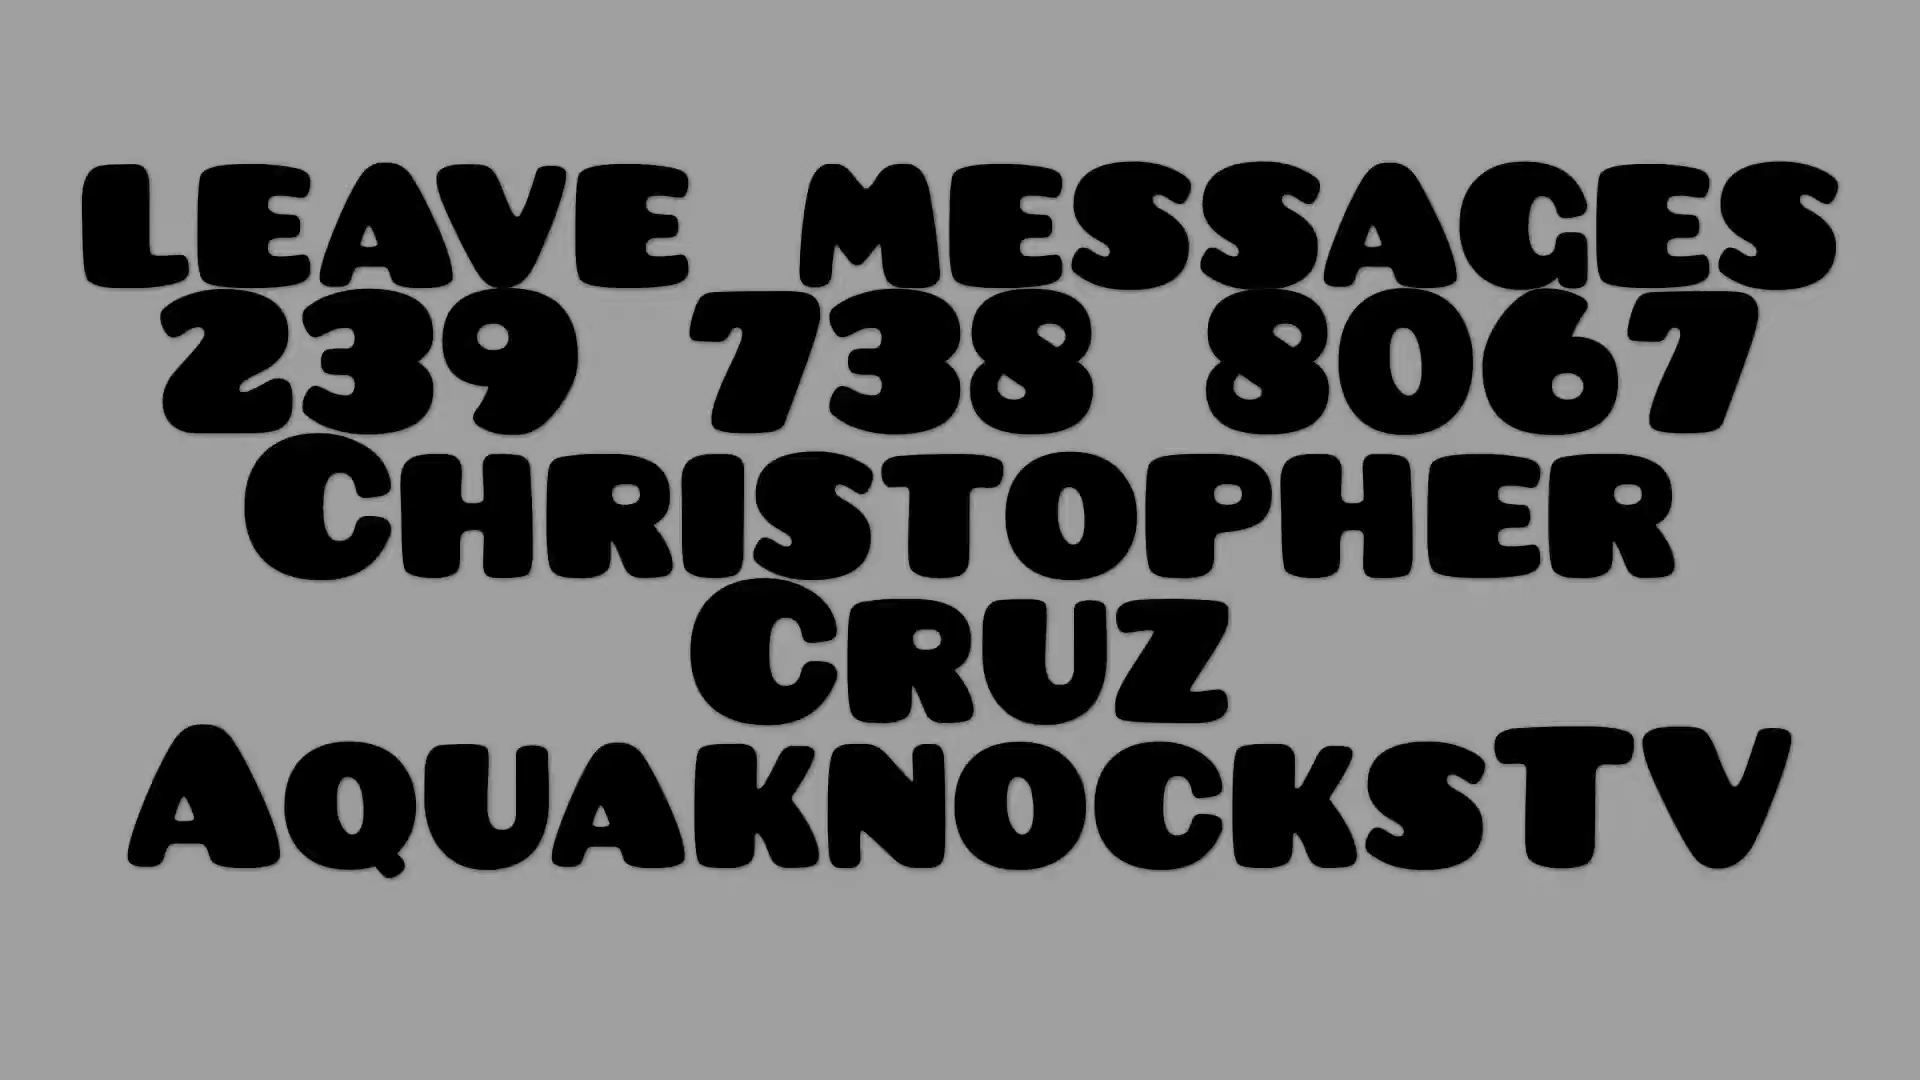 LEAVE MESSAGES
239 738 8067
CHRISTOPHER
CRUZ
AQUAKNOCKSTV